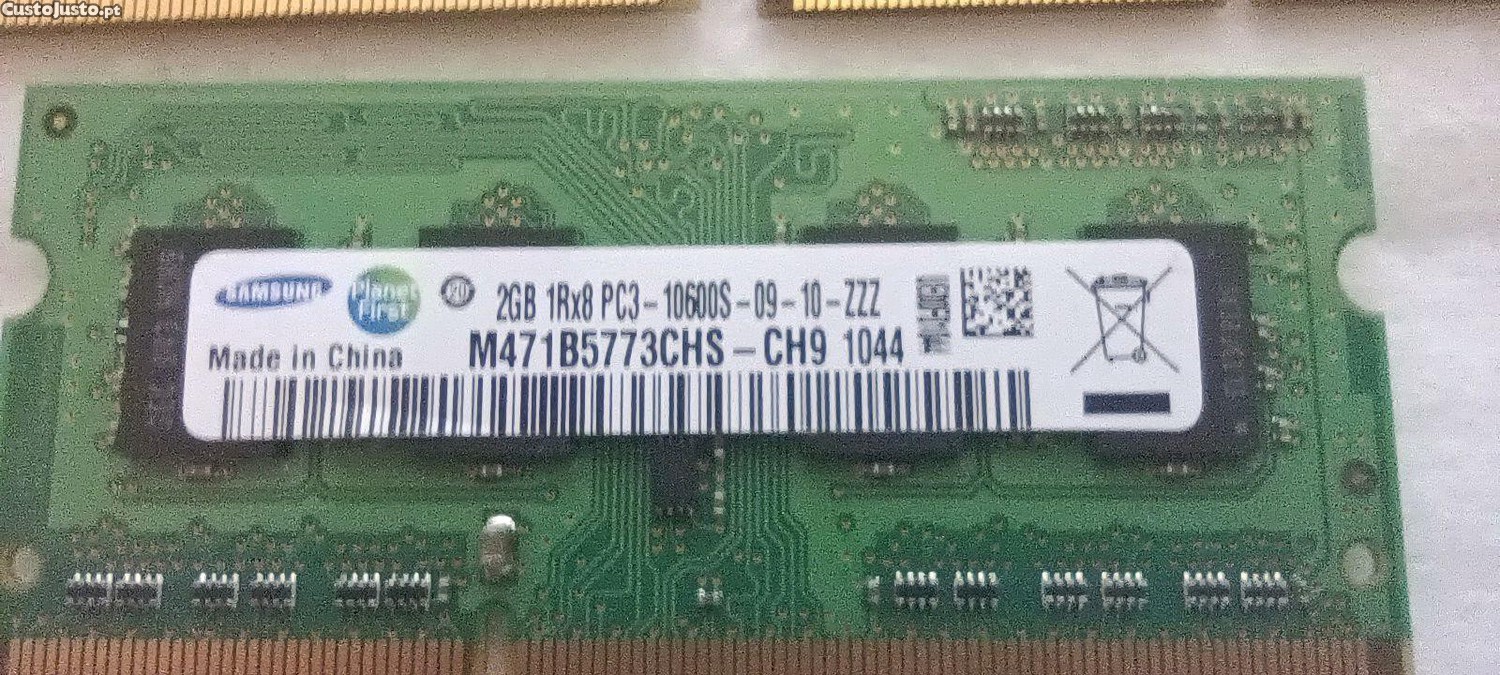 CustoJusto.pt
SAMSUNG
Planet First
2GB 1Rx8 PC3-10600S-09-10-ZZZ
Made in China
M471B5773CHS-CH9 1044